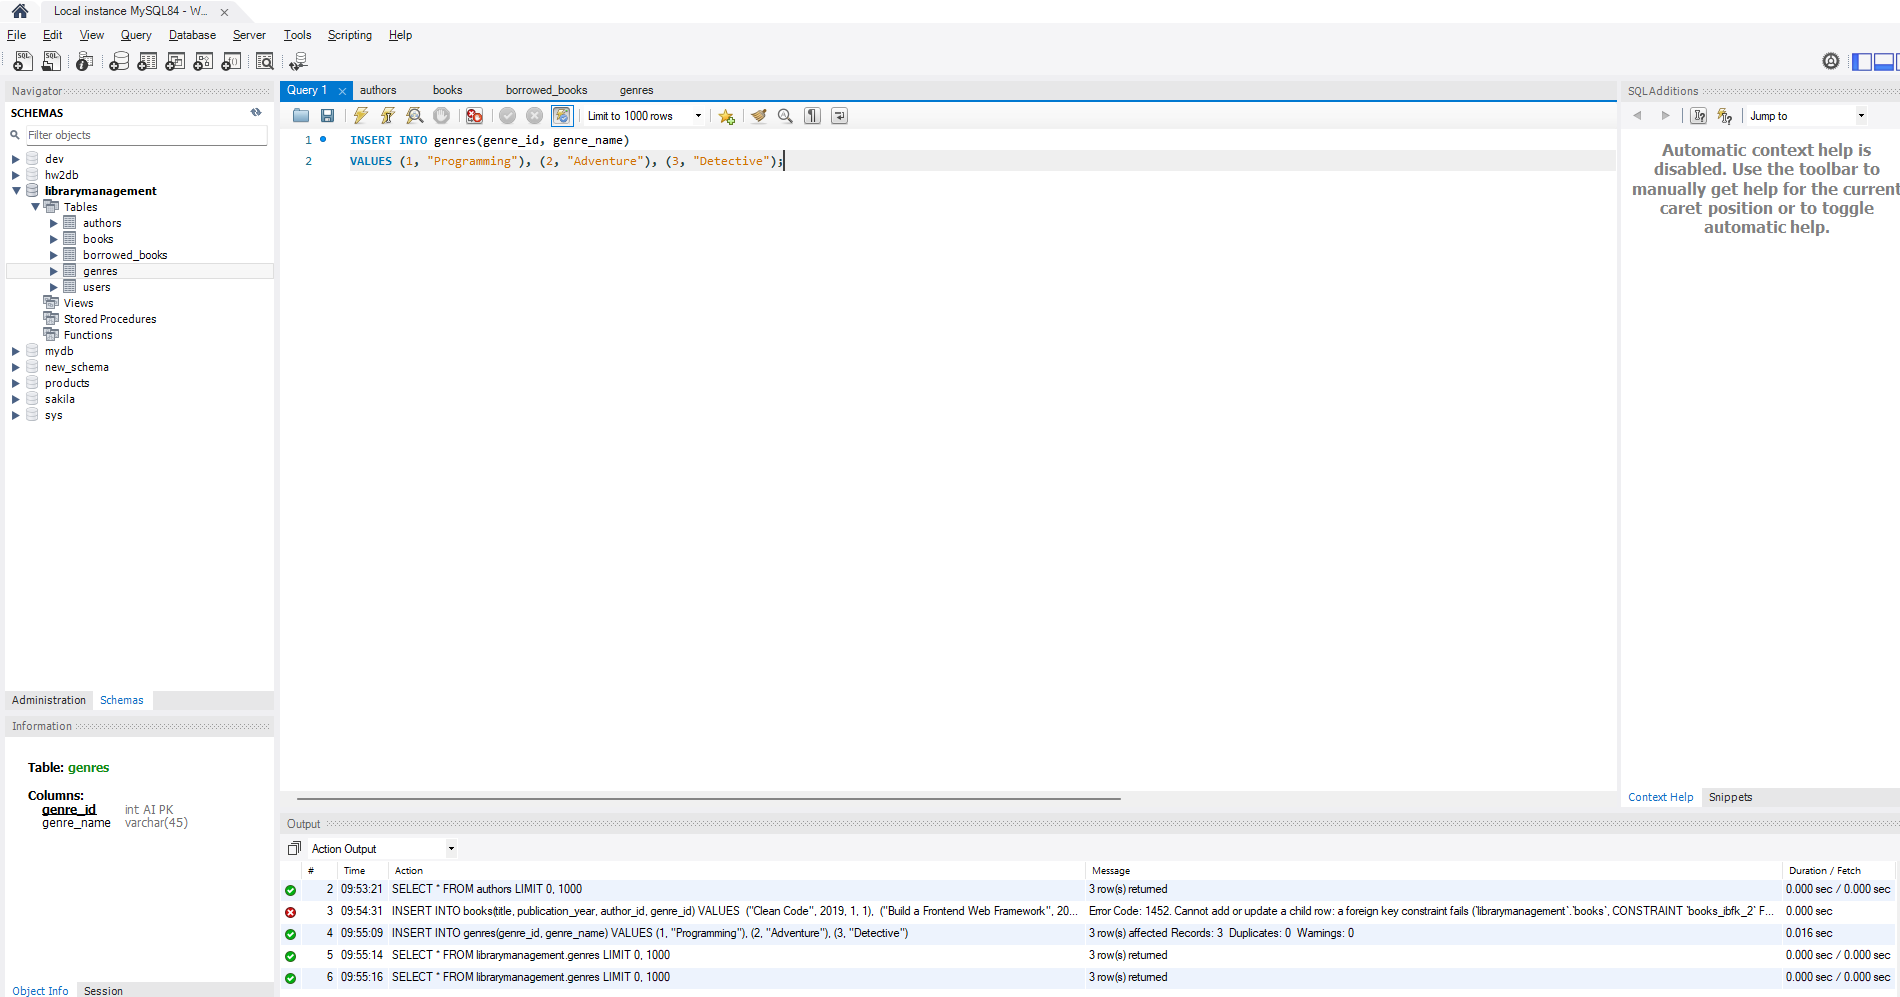 Local instance MySQL84 - W...
File Edit View Query Database Server Tools Scripting Help
Navigator
SCHEMAS
Filter objects
dev
hw2db
librarymanagement
Tables
authors
books
borrowed_books
genres
users
Views
Stored Procedures
Functions
mydb
new_schema
products
sakila
sys
Administration Schemas
Information
Table: genres
Columns:
genre_id int AI PK
genre_name varchar(45)
Object Info Session
Query 1 authors books borrowed_books genres
Limit to 1000 rows
1 INSERT INTO genres(genre_id, genre_name)
2 VALUES (1, "Programming"), (2, "Adventure"), (3, "Detective");
SQLAdditions
Jump to
Automatic context help is
disabled. Use the toolbar to
manually get help for the current
caret position or to toggle
automatic help.
Context Help Snippets
Output
Action Output
# Time Action Message Duration / Fetch
2 09:53:21 SELECT * FROM authors LIMIT 0, 1000 3 row(s) returned 0.000 sec / 0.000 sec
3 09:54:31 INSERT INTO books(title, publication_year, author_id, genre_id) VALUES ("Clean Code", 2019, 1, 1), ("Build a Frontend Web Framework", 20... Error Code: 1452. Cannot add or update a child row: a foreign key constraint fails (`librarymanagement`.`books`, CONSTRAINT `books_ibfk_2` F... 0.000 sec
4 09:55:09 INSERT INTO genres(genre_id, genre_name) VALUES (1, "Programming"), (2, "Adventure"), (3, "Detective") 3 row(s) affected Records: 3 Duplicates: 0 Warnings: 0 0.016 sec
5 09:55:14 SELECT * FROM librarymanagement.genres LIMIT 0, 1000 3 row(s) returned 0.000 sec / 0.000 sec
6 09:55:16 SELECT * FROM librarymanagement.genres LIMIT 0, 1000 3 row(s) returned 0.000 sec / 0.000 sec